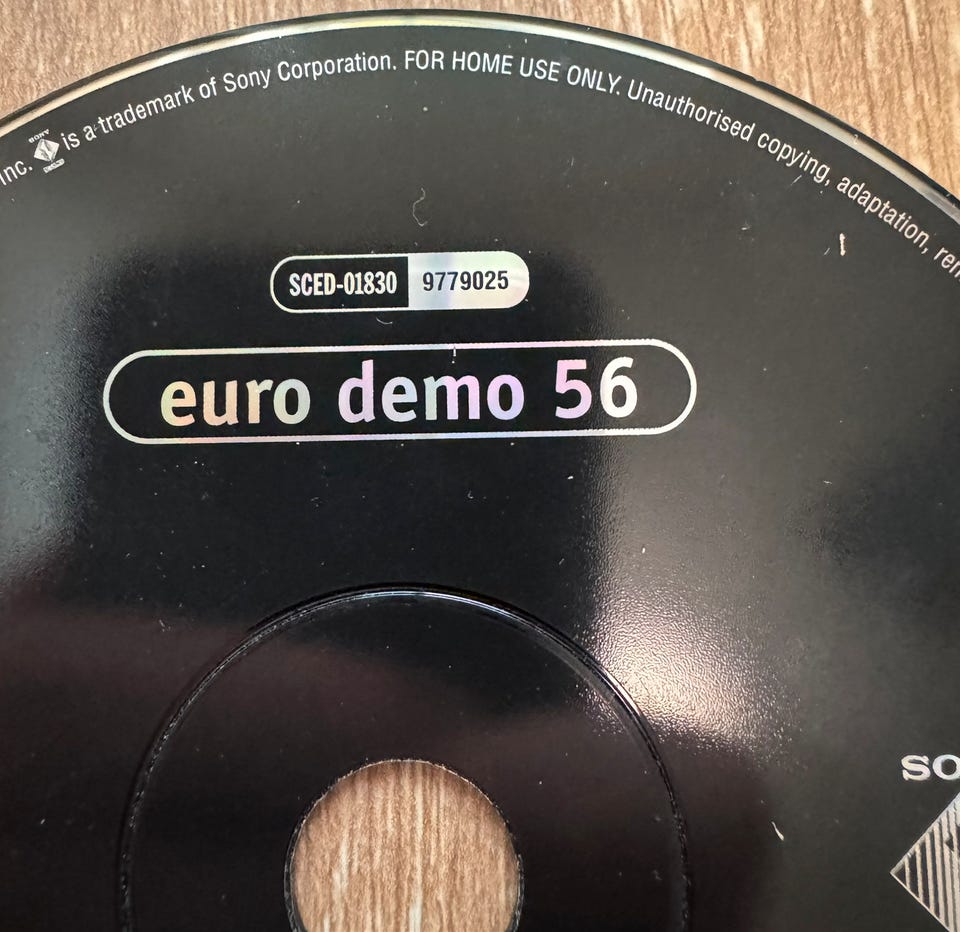 Inc. is a trademark of Sony Corporation. FOR HOME USE ONLY. Unauthorised copying, adaptation,
SCED-01830 9779025
euro demo 56